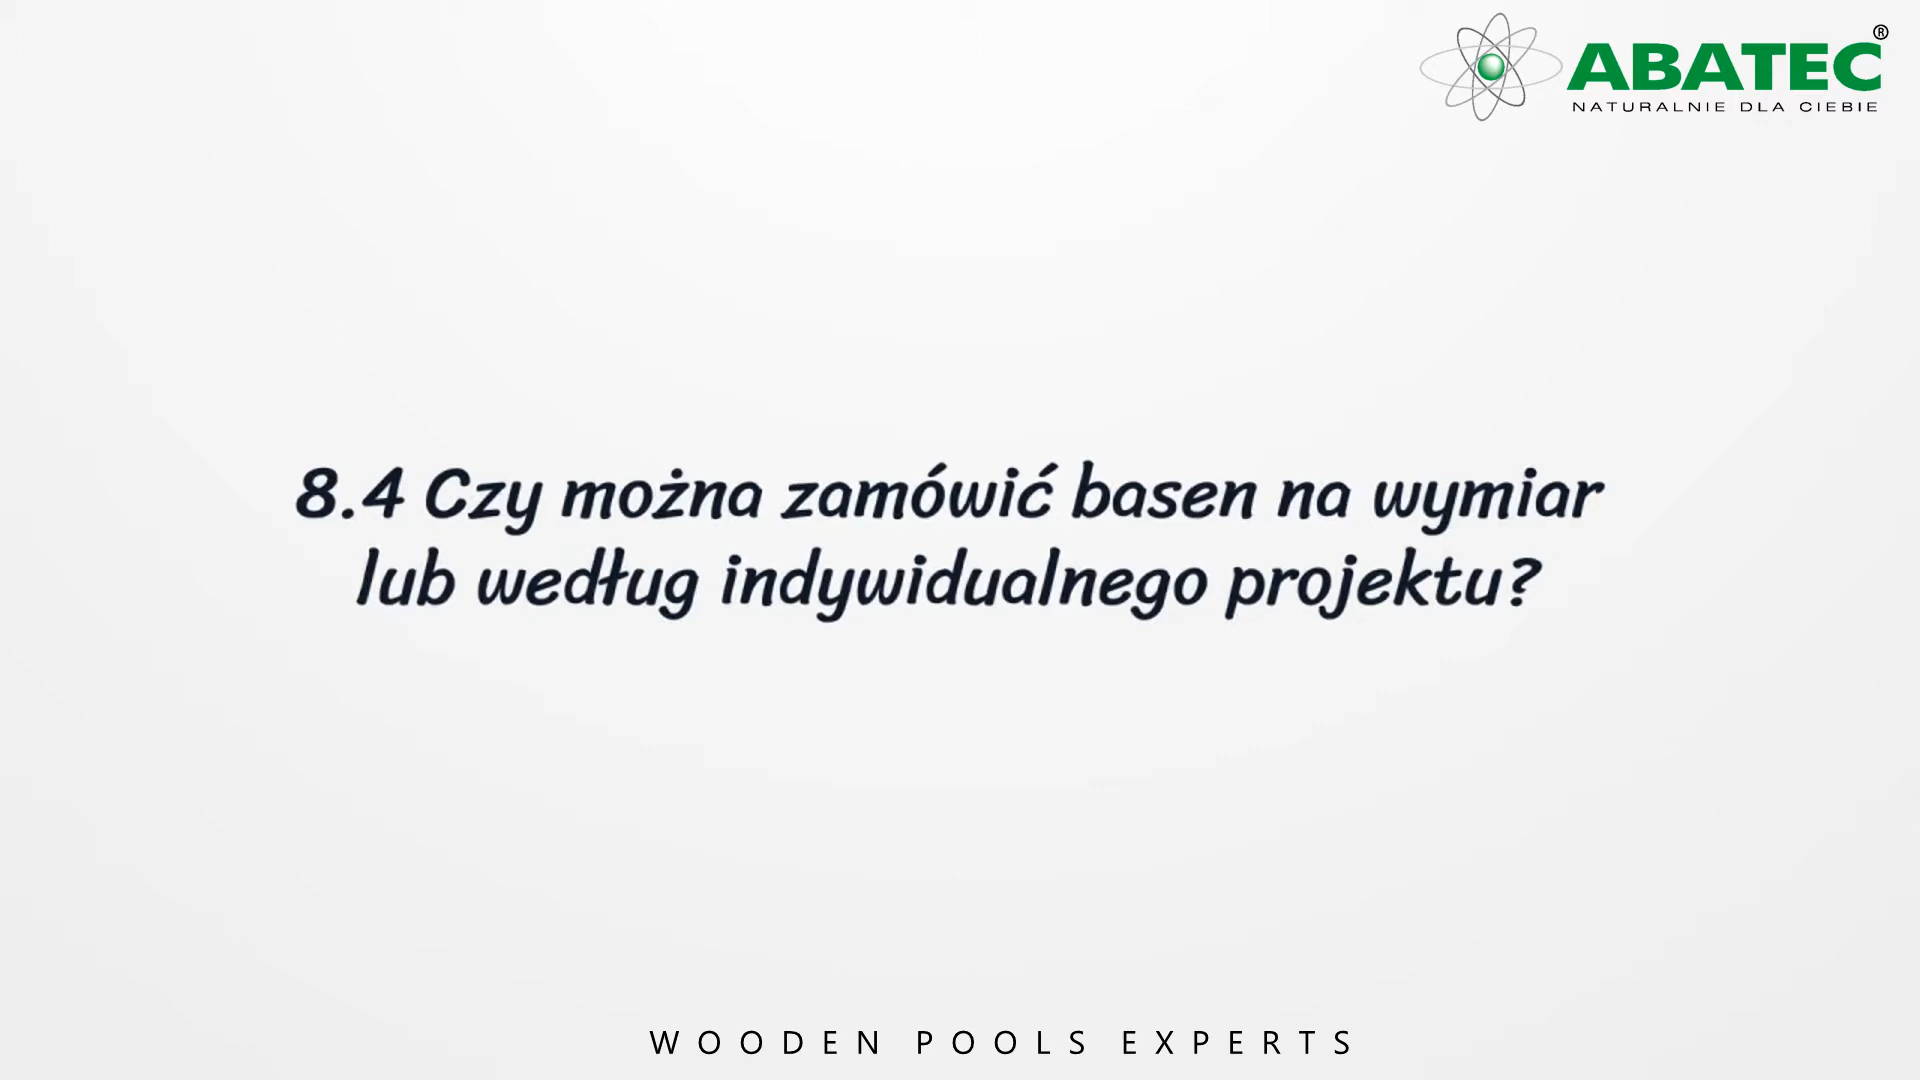 ABATEC®
NATURALNIE DLA CIEBIE
8.4 Czy można zamówić basen na wymiar
lub według indywidualnego projektu?
WOODEN POOLS EXPERTS